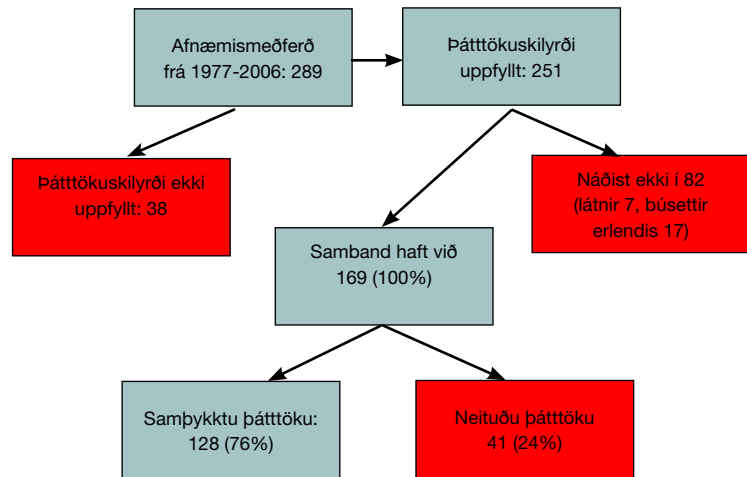 Afnæmismeðferð
frá 1977-2006: 289
Þátttökuskilyrði
uppfyllt: 251
Þátttökuskilyrði ekki
uppfyllt: 38
Náðist ekki í 82
(látnir 7, búsettir
erlendis 17)
Samband haft við
169 (100%)
Samþykktu þátttöku:
128 (76%)
Neituðu þátttöku
41 (24%)